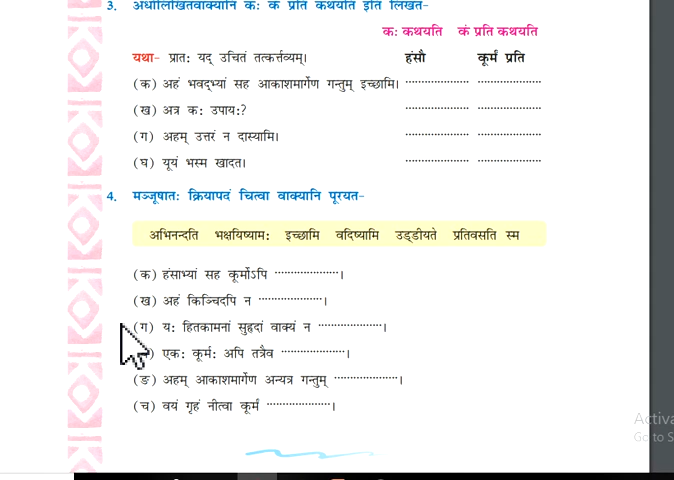 3. अधोलिखितवाक्यानि कः कं प्रति कथयति इति लिखत-
कः कथयति कं प्रति कथयति
यथा- प्रातः यद् उचितं तत्कर्त्तव्यम्। हंसौ कूर्मं प्रति
(क) अहं भवद्भ्यां सह आकाशमार्गेण गन्तुम् इच्छामि। ...................... ......................
(ख) अत्र कः उपायः? ...................... ......................
(ग) अहम् उत्तरं न दास्यामि। ...................... ......................
(घ) यूयं भस्म खादत। ...................... ......................
4. मञ्जूषातः क्रियापदं चित्वा वाक्यानि पूरयत-
अभिनन्दति भक्षयिष्यामः इच्छामि वदिष्यामि उड्डीयते प्रतिवसति स्म
(क) हंसाभ्यां सह कूर्मोऽपि ......................।
(ख) अहं किञ्चिदपि न ......................।
(ग) यः हितकामनां सुहृदां वाक्यं न ......................।
) एकः कूर्मः अपि तत्रैव ......................।
(ङ) अहम् आकाशमार्गेण अन्यत्र गन्तुम् ......................।
(च) वयं गृहं नीत्वा कूर्मं ......................।
Activa
Go to S